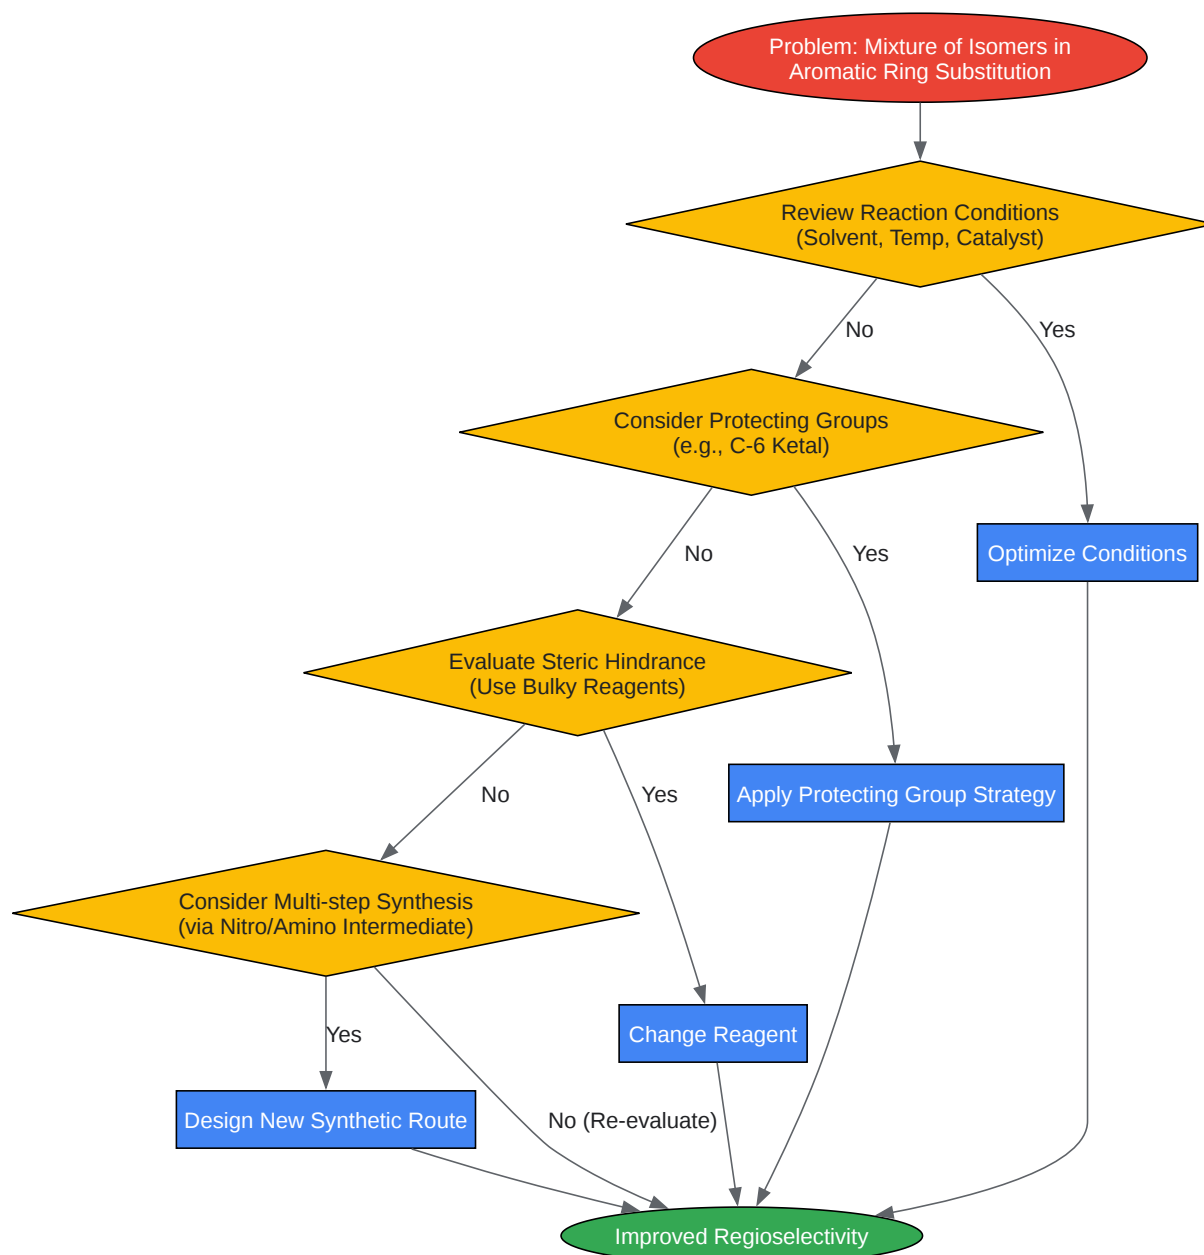 Problem: Mixture of Isomers in
Aromatic Ring Substitution
Review Reaction Conditions
(Solvent, Temp, Catalyst)
No
Yes
Consider Protecting Groups
(e.g., C-6 Ketal)
No
Yes
Optimize Conditions
Evaluate Steric Hindrance
(Use Bulky Reagents)
No
Yes
Apply Protecting Group Strategy
Consider Multi-step Synthesis
(via Nitro/Amino Intermediate)
Yes
Change Reagent
Design New Synthetic Route
No (Re-evaluate)
Improved Regioselectivity